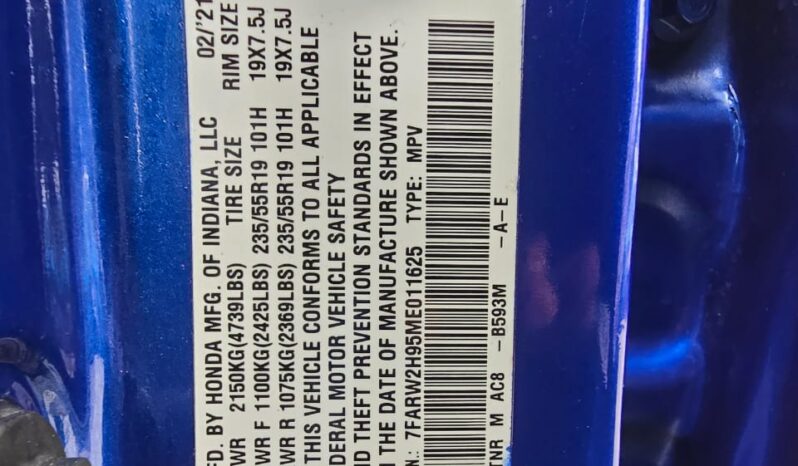 FD. BY HONDA MFG. OF INDIANA, LLC 02/'21
WR 2150KG(4739LBS) TIRE SIZE RIM SIZE
WR F 1100KG(2425LBS) 235/55R19 101H 19X7.5J
WR R 1075KG(2369LBS) 235/55R19 101H 19X7.5J
THIS VEHICLE CONFORMS TO ALL APPLICABLE
DERAL MOTOR VEHICLE SAFETY
ND THEFT PREVENTION STANDARDS IN EFFECT
N THE DATE OF MANUFACTURE SHOWN ABOVE.
N.: 7FARW2H95ME011625 TYPE: MPV
TNR M AC8 -B593M -A-E